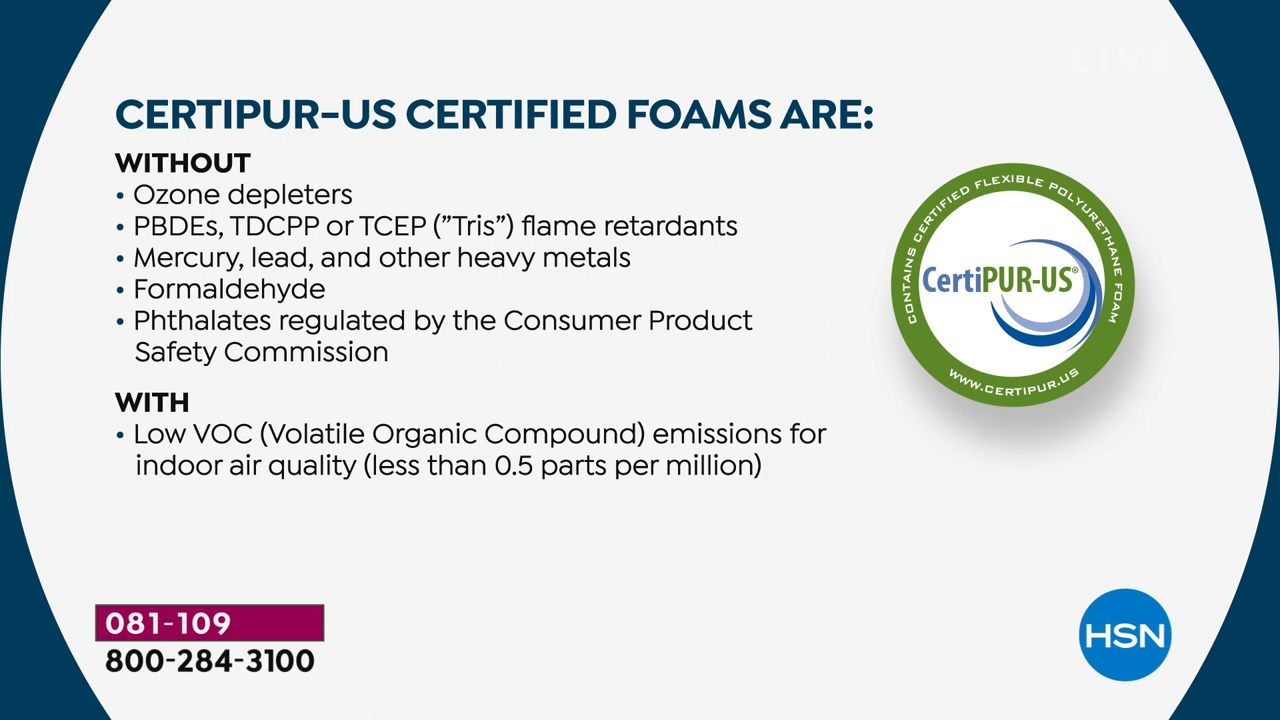 LIVE
CERTIPUR-US CERTIFIED FOAMS ARE:
WITHOUT
• Ozone depleters
• PBDEs, TDCPP or TCEP (”Tris”) flame retardants
• Mercury, lead, and other heavy metals
• Formaldehyde
• Phthalates regulated by the Consumer Product
Safety Commission
WITH
• Low VOC (Volatile Organic Compound) emissions for
indoor air quality (less than 0.5 parts per million)
CONTAINS CERTIFIED FLEXIBLE POLYURETHANE FOAM
CertiPUR-US®
WWW.CERTIPUR.US
081-109
800-284-3100
HSN